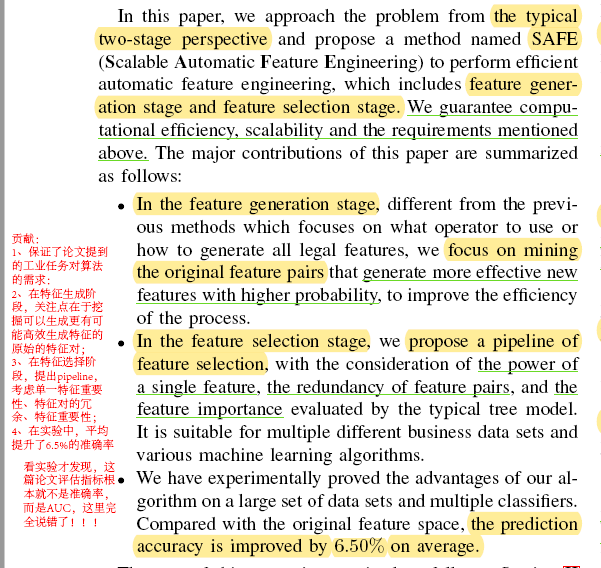 In this paper, we approach the problem from the typical
two-stage perspective and propose a method named SAFE
(Scalable Automatic Feature Engineering) to perform efficient
automatic feature engineering, which includes feature gener-
ation stage and feature selection stage. We guarantee compu-
tational efficiency, scalability and the requirements mentioned
above. The major contributions of this paper are summarized
as follows:
• In the feature generation stage, different from the previ-
ous methods which focuses on what operator to use or
how to generate all legal features, we focus on mining
the original feature pairs that generate more effective new
features with higher probability, to improve the efficiency
of the process.
• In the feature selection stage, we propose a pipeline of
feature selection, with the consideration of the power of
a single feature, the redundancy of feature pairs, and the
feature importance evaluated by the typical tree model.
It is suitable for multiple different business data sets and
various machine learning algorithms.
• We have experimentally proved the advantages of our al-
gorithm on a large set of data sets and multiple classifiers.
Compared with the original feature space, the prediction
accuracy is improved by 6.50% on average.
贡献:
1、保证了论文提到
的工业任务对算法
的需求;
2、在特征生成阶
段,关注点在于挖
掘可以生成更有可
能高效生成特征的
原始的特征对;
3、在特征选择阶
段,提出pipeline,
考虑单一特征重要
性、特征对的冗
余、特征重要性;
4、在实验中,平均
提升了6.5%的准确率
看实验才发现,这
篇论文评估指标根
本就不是准确率,
而是AUC,这里完
全说错了!!!